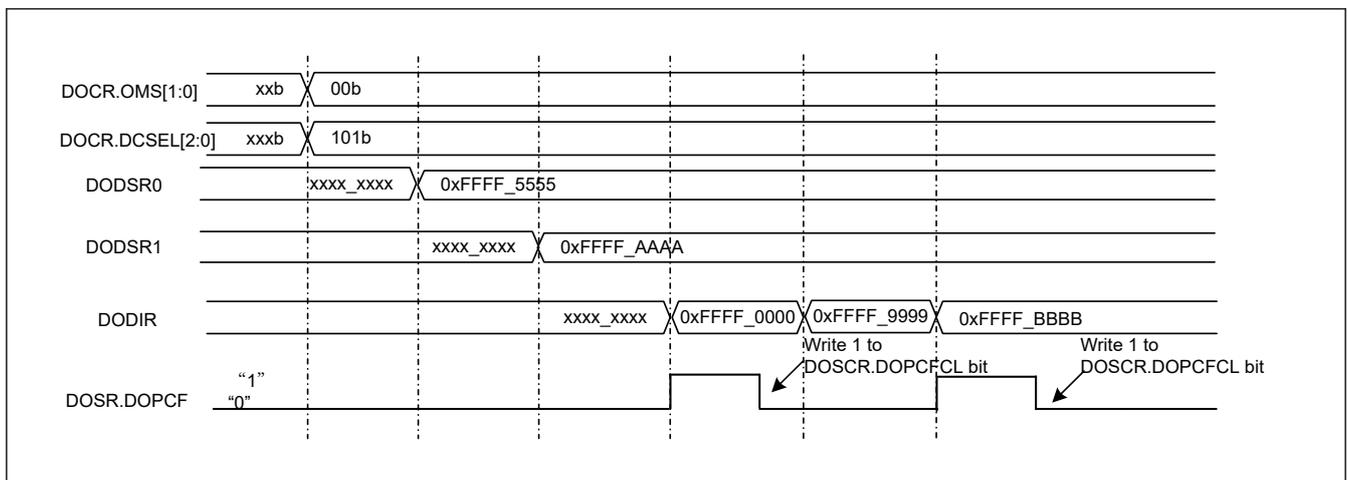 DOCR.OMS[1:0] xxb 00b
DOCR.DCSEL[2:0] xxxb 101b
DODSR0 xxxx_xxxx 0xFFFF_5555
DODSR1 xxxx_xxxx 0xFFFF_AAAA
DODIR xxxx_xxxx 0xFFFF_0000 0xFFFF_9999 0xFFFF_BBBB
Write 1 to
DOSCR.DOPCFCL bit
Write 1 to
DOSCR.DOPCFCL bit
“1”
DOSR.DOPCF “0”